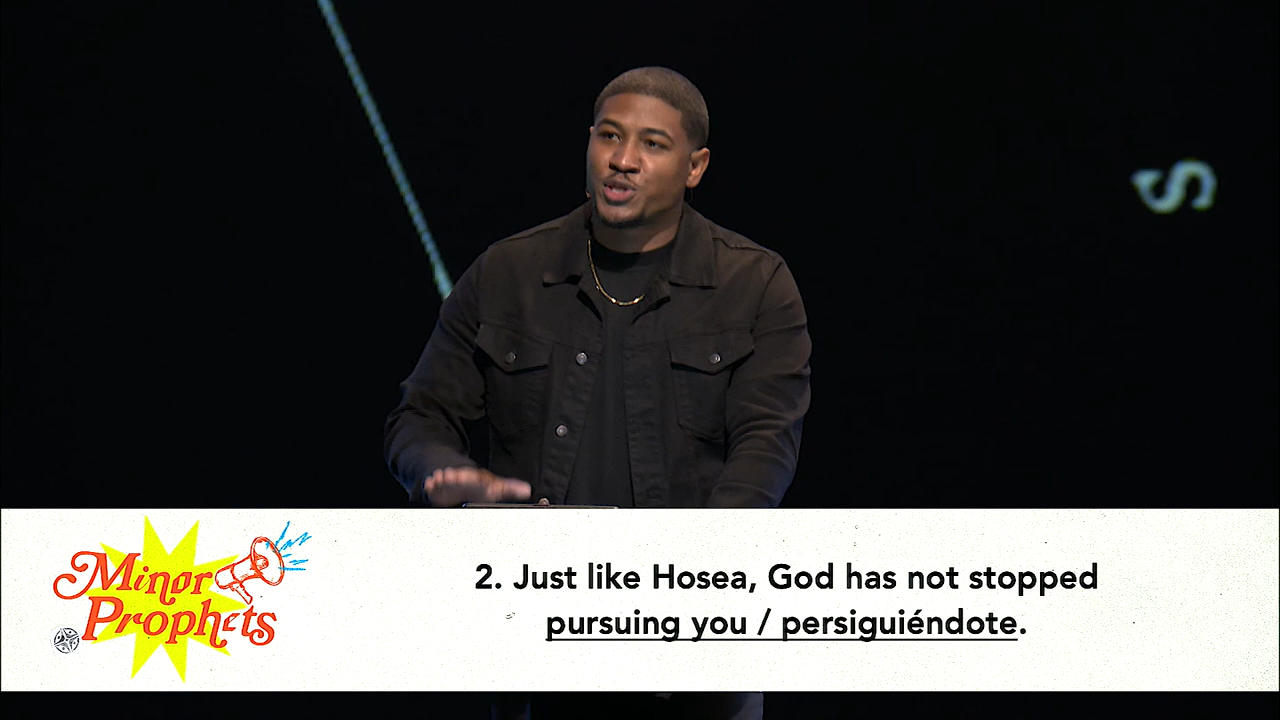 S
Minor
Prophets
2. Just like Hosea, God has not stopped
pursuing you / persiguiéndote.